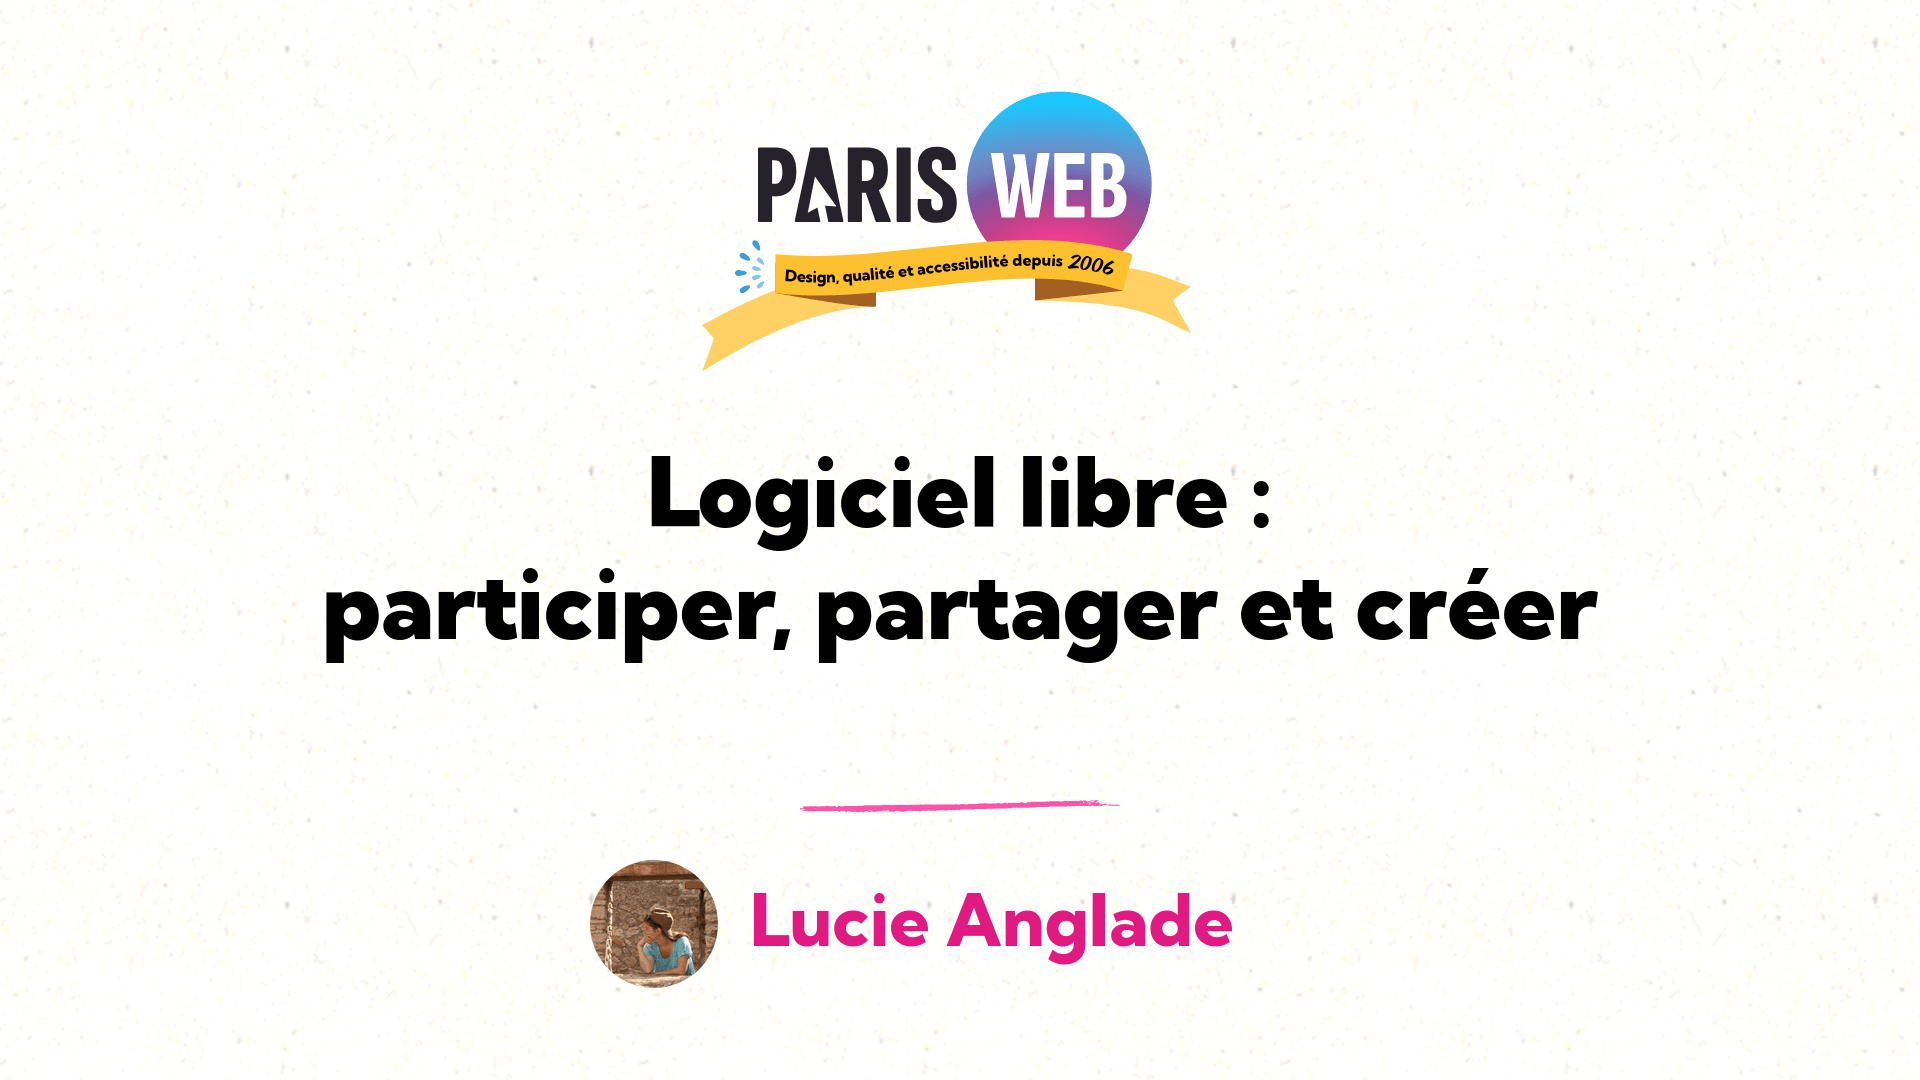 PARIS WEB
Design, qualité et accessibilité depuis 2006
Logiciel libre :
participer, partager et créer
Lucie Anglade